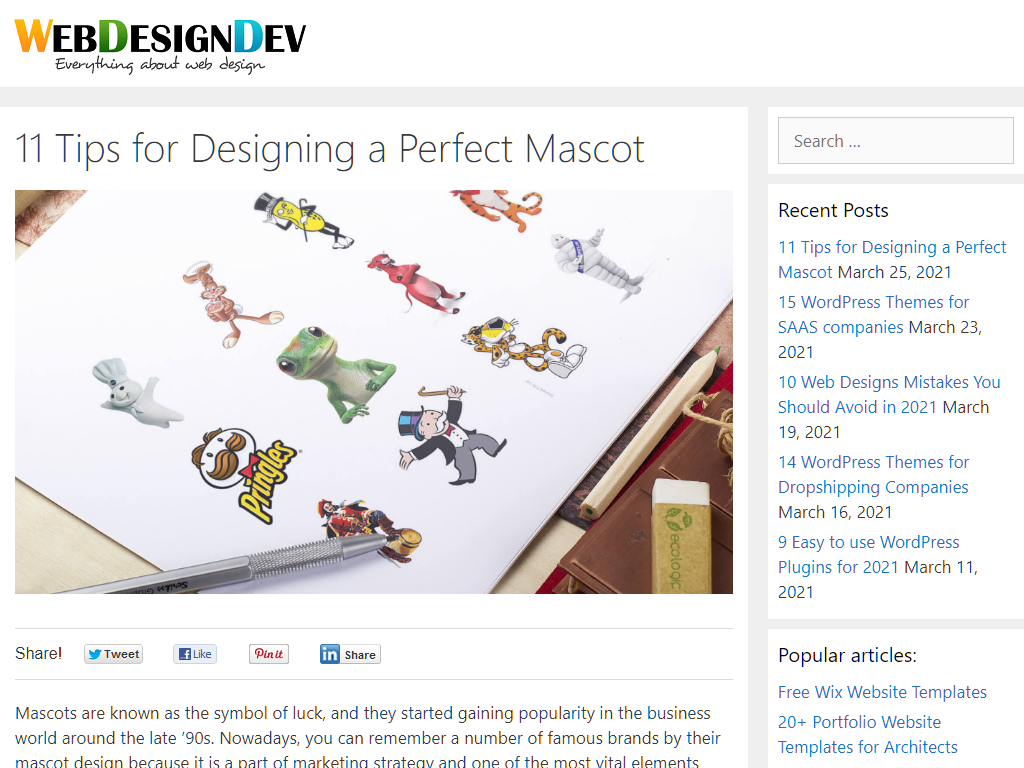 WEBDESIGNDEV
Everything about web design
11 Tips for Designing a Perfect Mascot
Pringles
ecologic
Share!
Tweet
Like
Pin it
in Share
Mascots are known as the symbol of luck, and they started gaining popularity in the business
world around the late ’90s. Nowadays, you can remember a number of famous brands by their
mascot design because it is a part of marketing strategy and one of the most vital elements
Search ...
Recent Posts
11 Tips for Designing a Perfect
Mascot March 25, 2021
15 WordPress Themes for
SAAS companies March 23,
2021
10 Web Designs Mistakes You
Should Avoid in 2021 March
19, 2021
14 WordPress Themes for
Dropshipping Companies
March 16, 2021
9 Easy to use WordPress
Plugins for 2021 March 11,
2021
Popular articles:
Free Wix Website Templates
20+ Portfolio Website
Templates for Architects